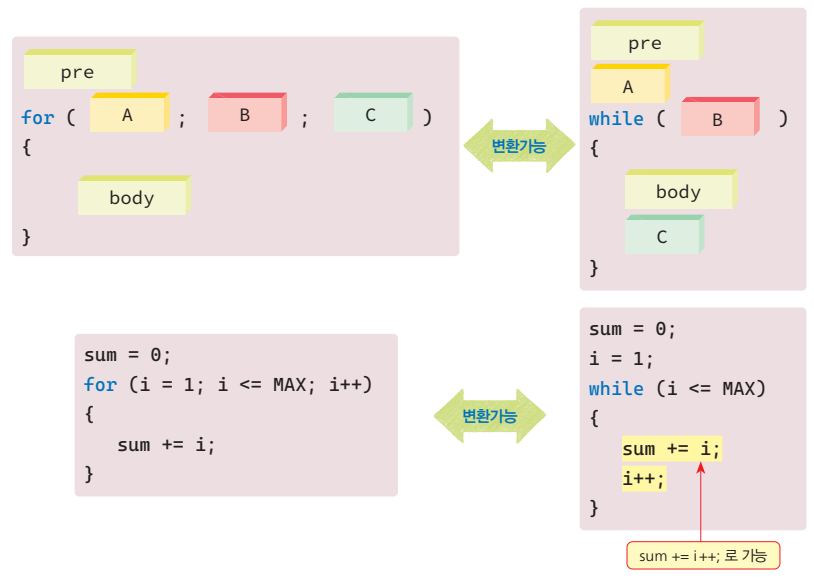 pre
for ( A ; B ; C )
{
body
}
변환가능
pre
A
while ( B )
{
body
C
}
sum = 0;
for (i = 1; i <= MAX; i++)
{
sum += i;
}
변환가능
sum = 0;
i = 1;
while (i <= MAX)
{
sum += i;
i++;
}
sum += i++; 로 가능